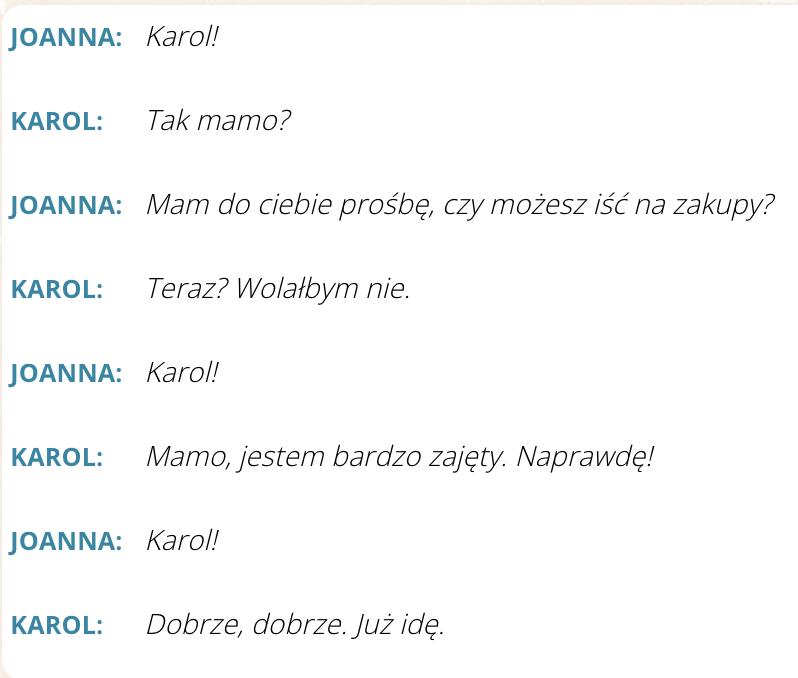 JOANNA: Karol!
KAROL: Tak mamo?
JOANNA: Mam do ciebie prośbę, czy możesz iść na zakupy?
KAROL: Teraz? Wolałbym nie.
JOANNA: Karol!
KAROL: Mamo, jestem bardzo zajęty. Naprawdę!
JOANNA: Karol!
KAROL: Dobrze, dobrze. Już idę.